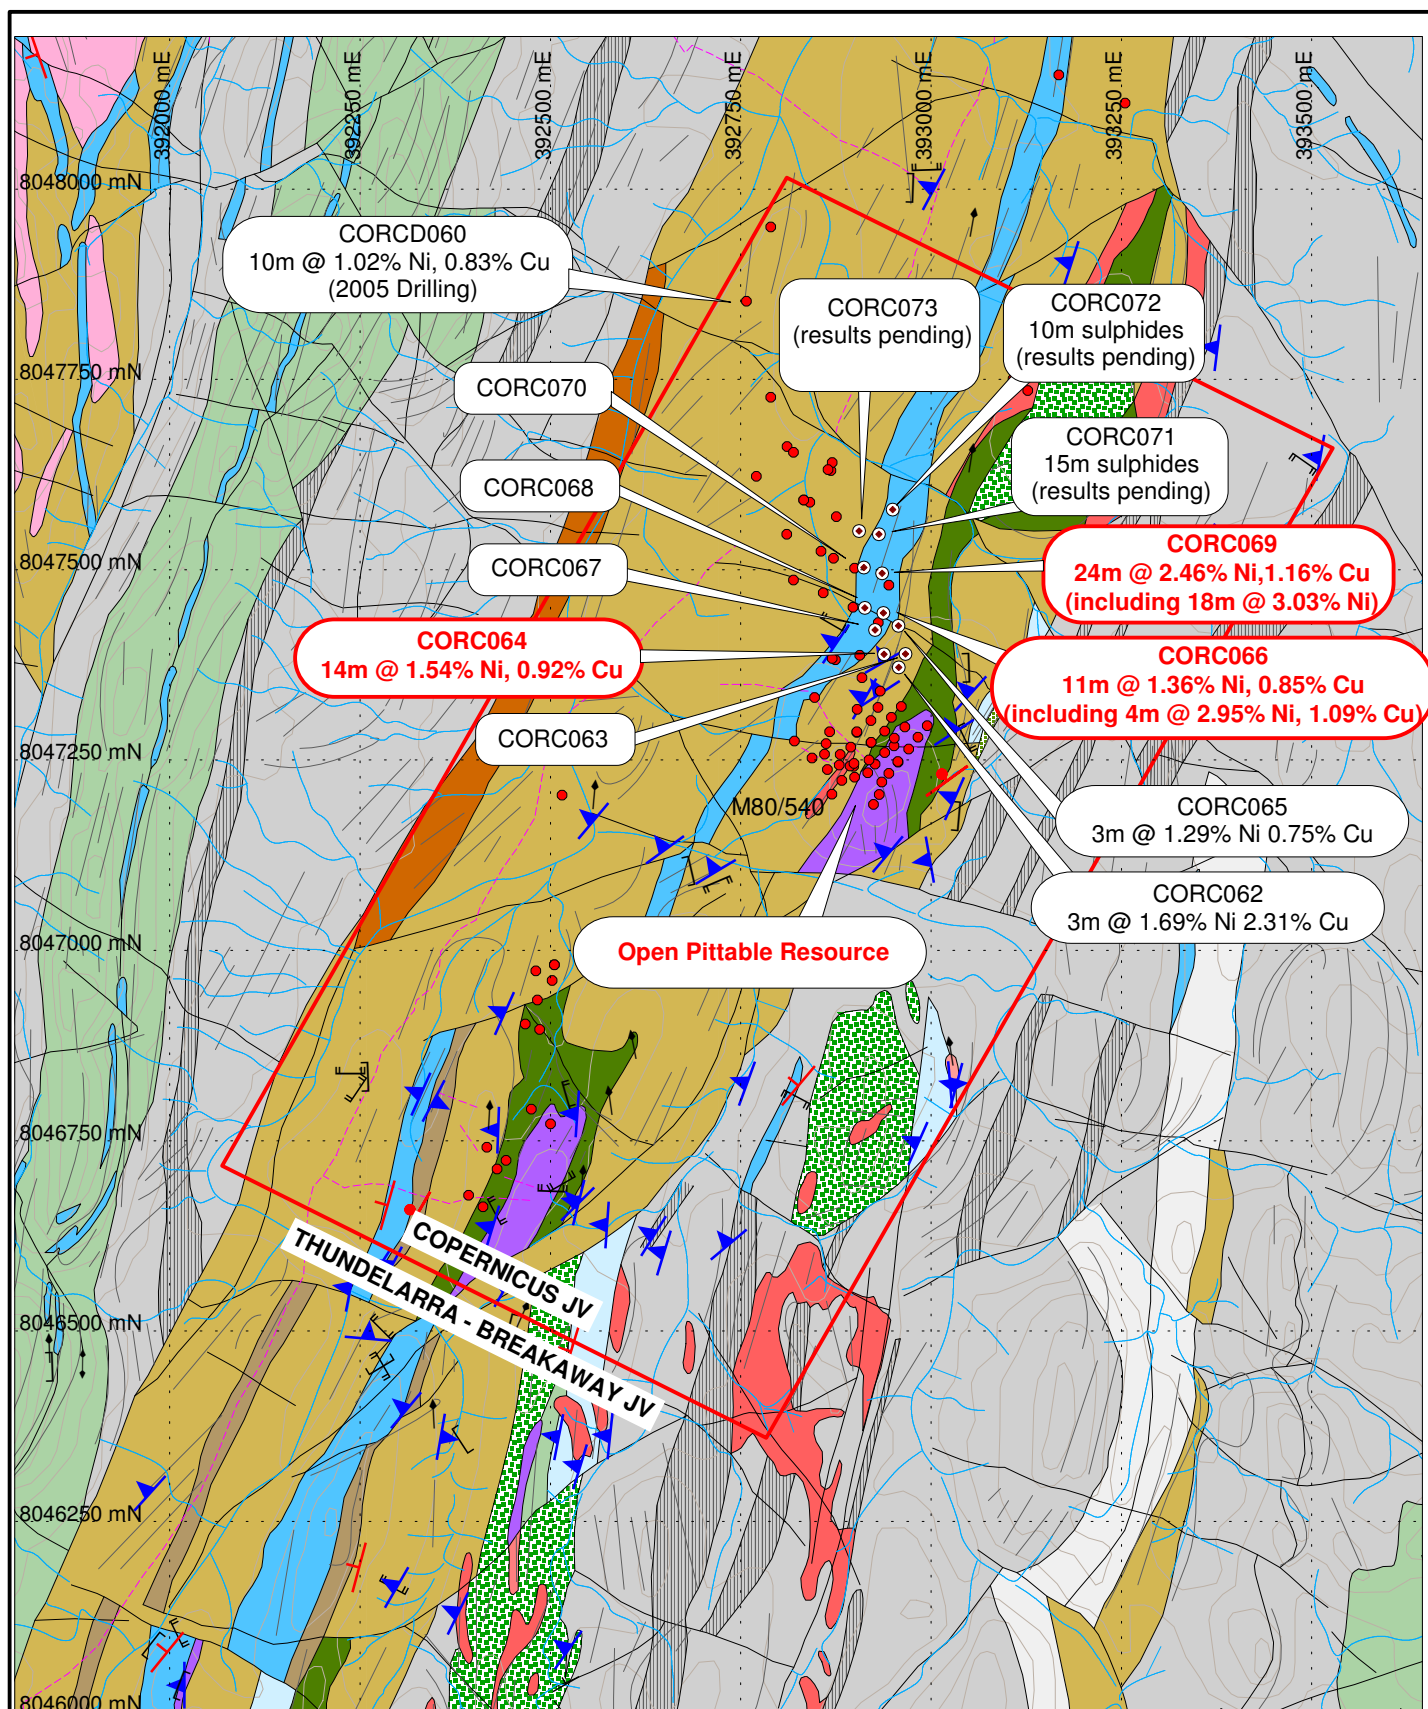 392000 mE
392250 mE
392500 mE
392750 mE
393000 mE
393250 mE
393500 mE
8048000 mN
CORCD060
10m @ 1.02% Ni, 0.83% Cu
(2005 Drilling)
CORC073
(results pending)
CORC072
10m sulphides
(results pending)
8047750 mN
CORC070
CORC071
15m sulphides
(results pending)
CORC068
8047500 mN
CORC067
CORC069
24m @ 2.46% Ni,1.16% Cu
(including 18m @ 3.03% Ni)
CORC064
14m @ 1.54% Ni, 0.92% Cu
CORC066
11m @ 1.36% Ni, 0.85% Cu
(including 4m @ 2.95% Ni, 1.09% Cu)
CORC063
8047250 mN
M80/540
CORC065
3m @ 1.29% Ni 0.75% Cu
CORC062
3m @ 1.69% Ni 2.31% Cu
8047000 mN
Open Pittable Resource
8046750 mN
COPERNICUS JV
THUNDELARRA - BREAKAWAY JV
8046500 mN
8046250 mN
8046000 mN